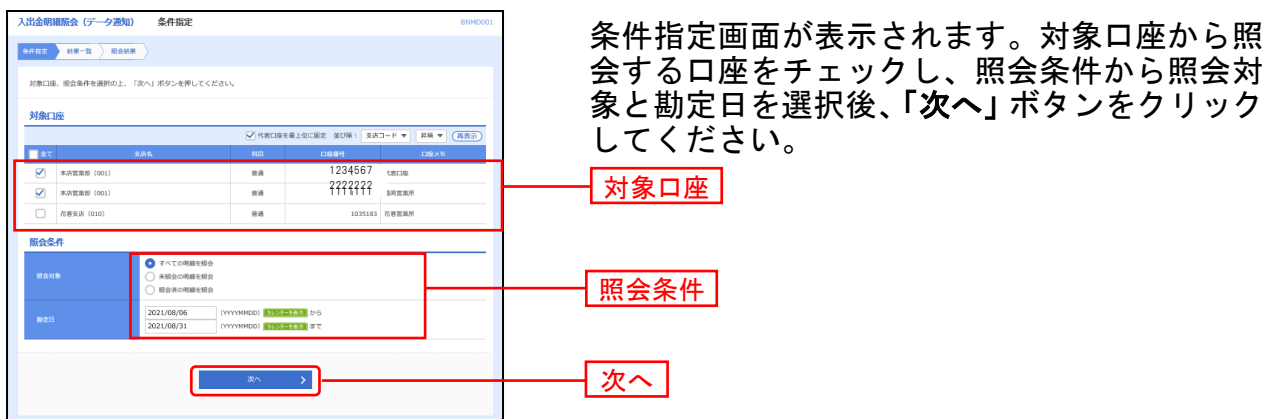 入出金明細照会（データ通知） 条件指定 BNMD001
条件指定 結果一覧 照会結果
対象口座、照会条件を選択の上、「次へ」ボタンを押してください。
対象口座
代表口座を最上位に固定 並び順： 支店コード ▼ 昇順 ▼ 再表示
全て 支店名 科目 口座番号 口座メモ
本店営業部（001） 普通 1234567 代表口座
本店営業部（001） 普通 営業所
花巻支店（010） 普通 1035183 花巻営業所
照会条件
照会対象
すべての明細を照会
未照会の明細を照会
照会済の明細を照会
勘定日
2021/08/06 (YYYYMMDD) カレンダーを表示 から
2021/08/31 (YYYYMMDD) カレンダーを表示 まで
次へ
条件指定画面が表示されます。対象口座から照
会する口座をチェックし、照会条件から照会対
象と勘定日を選択後、「次へ」ボタンをクリック
してください。
対象口座
照会条件
次へ